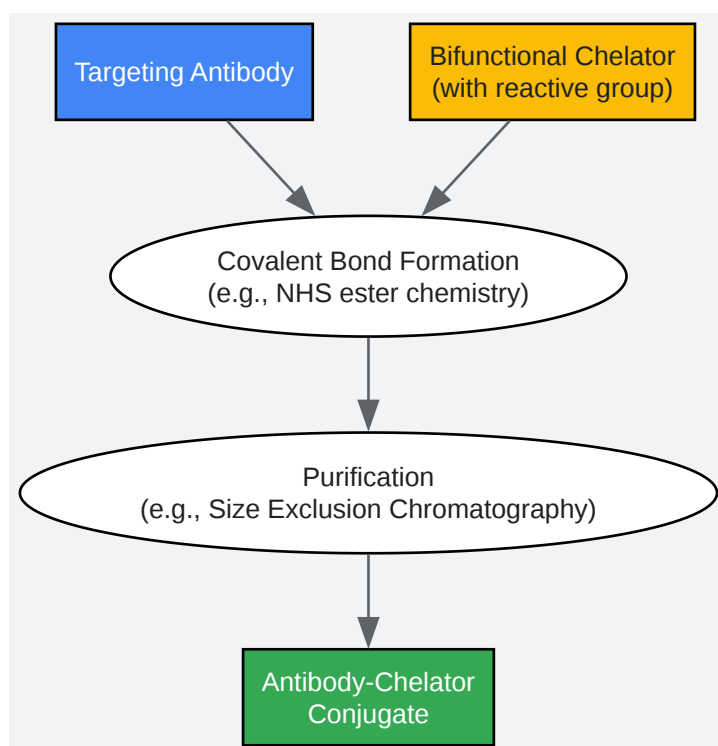 Targeting Antibody
Bifunctional Chelator
(with reactive group)
Covalent Bond Formation
(e.g., NHS ester chemistry)
Purification
(e.g., Size Exclusion Chromatography)
Antibody-Chelator
Conjugate